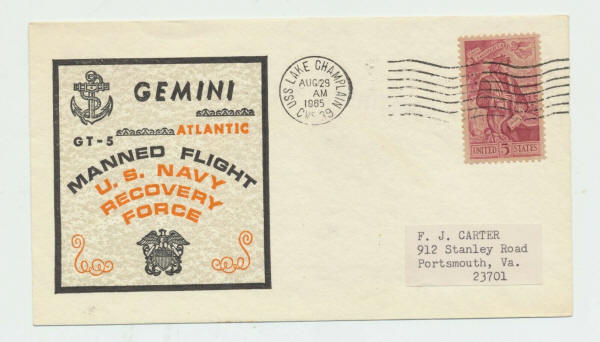 GEMINI
GT-5
ATLANTIC
MANNED FLIGHT
U. S. NAVY
RECOVERY
FORCE
USS LAKE CHAMPLAIN
AUG 29
AM
1965
CVS 39
UNITED 5 STATES
F. J. CARTER
912 Stanley Road
Portsmouth, Va.
23701